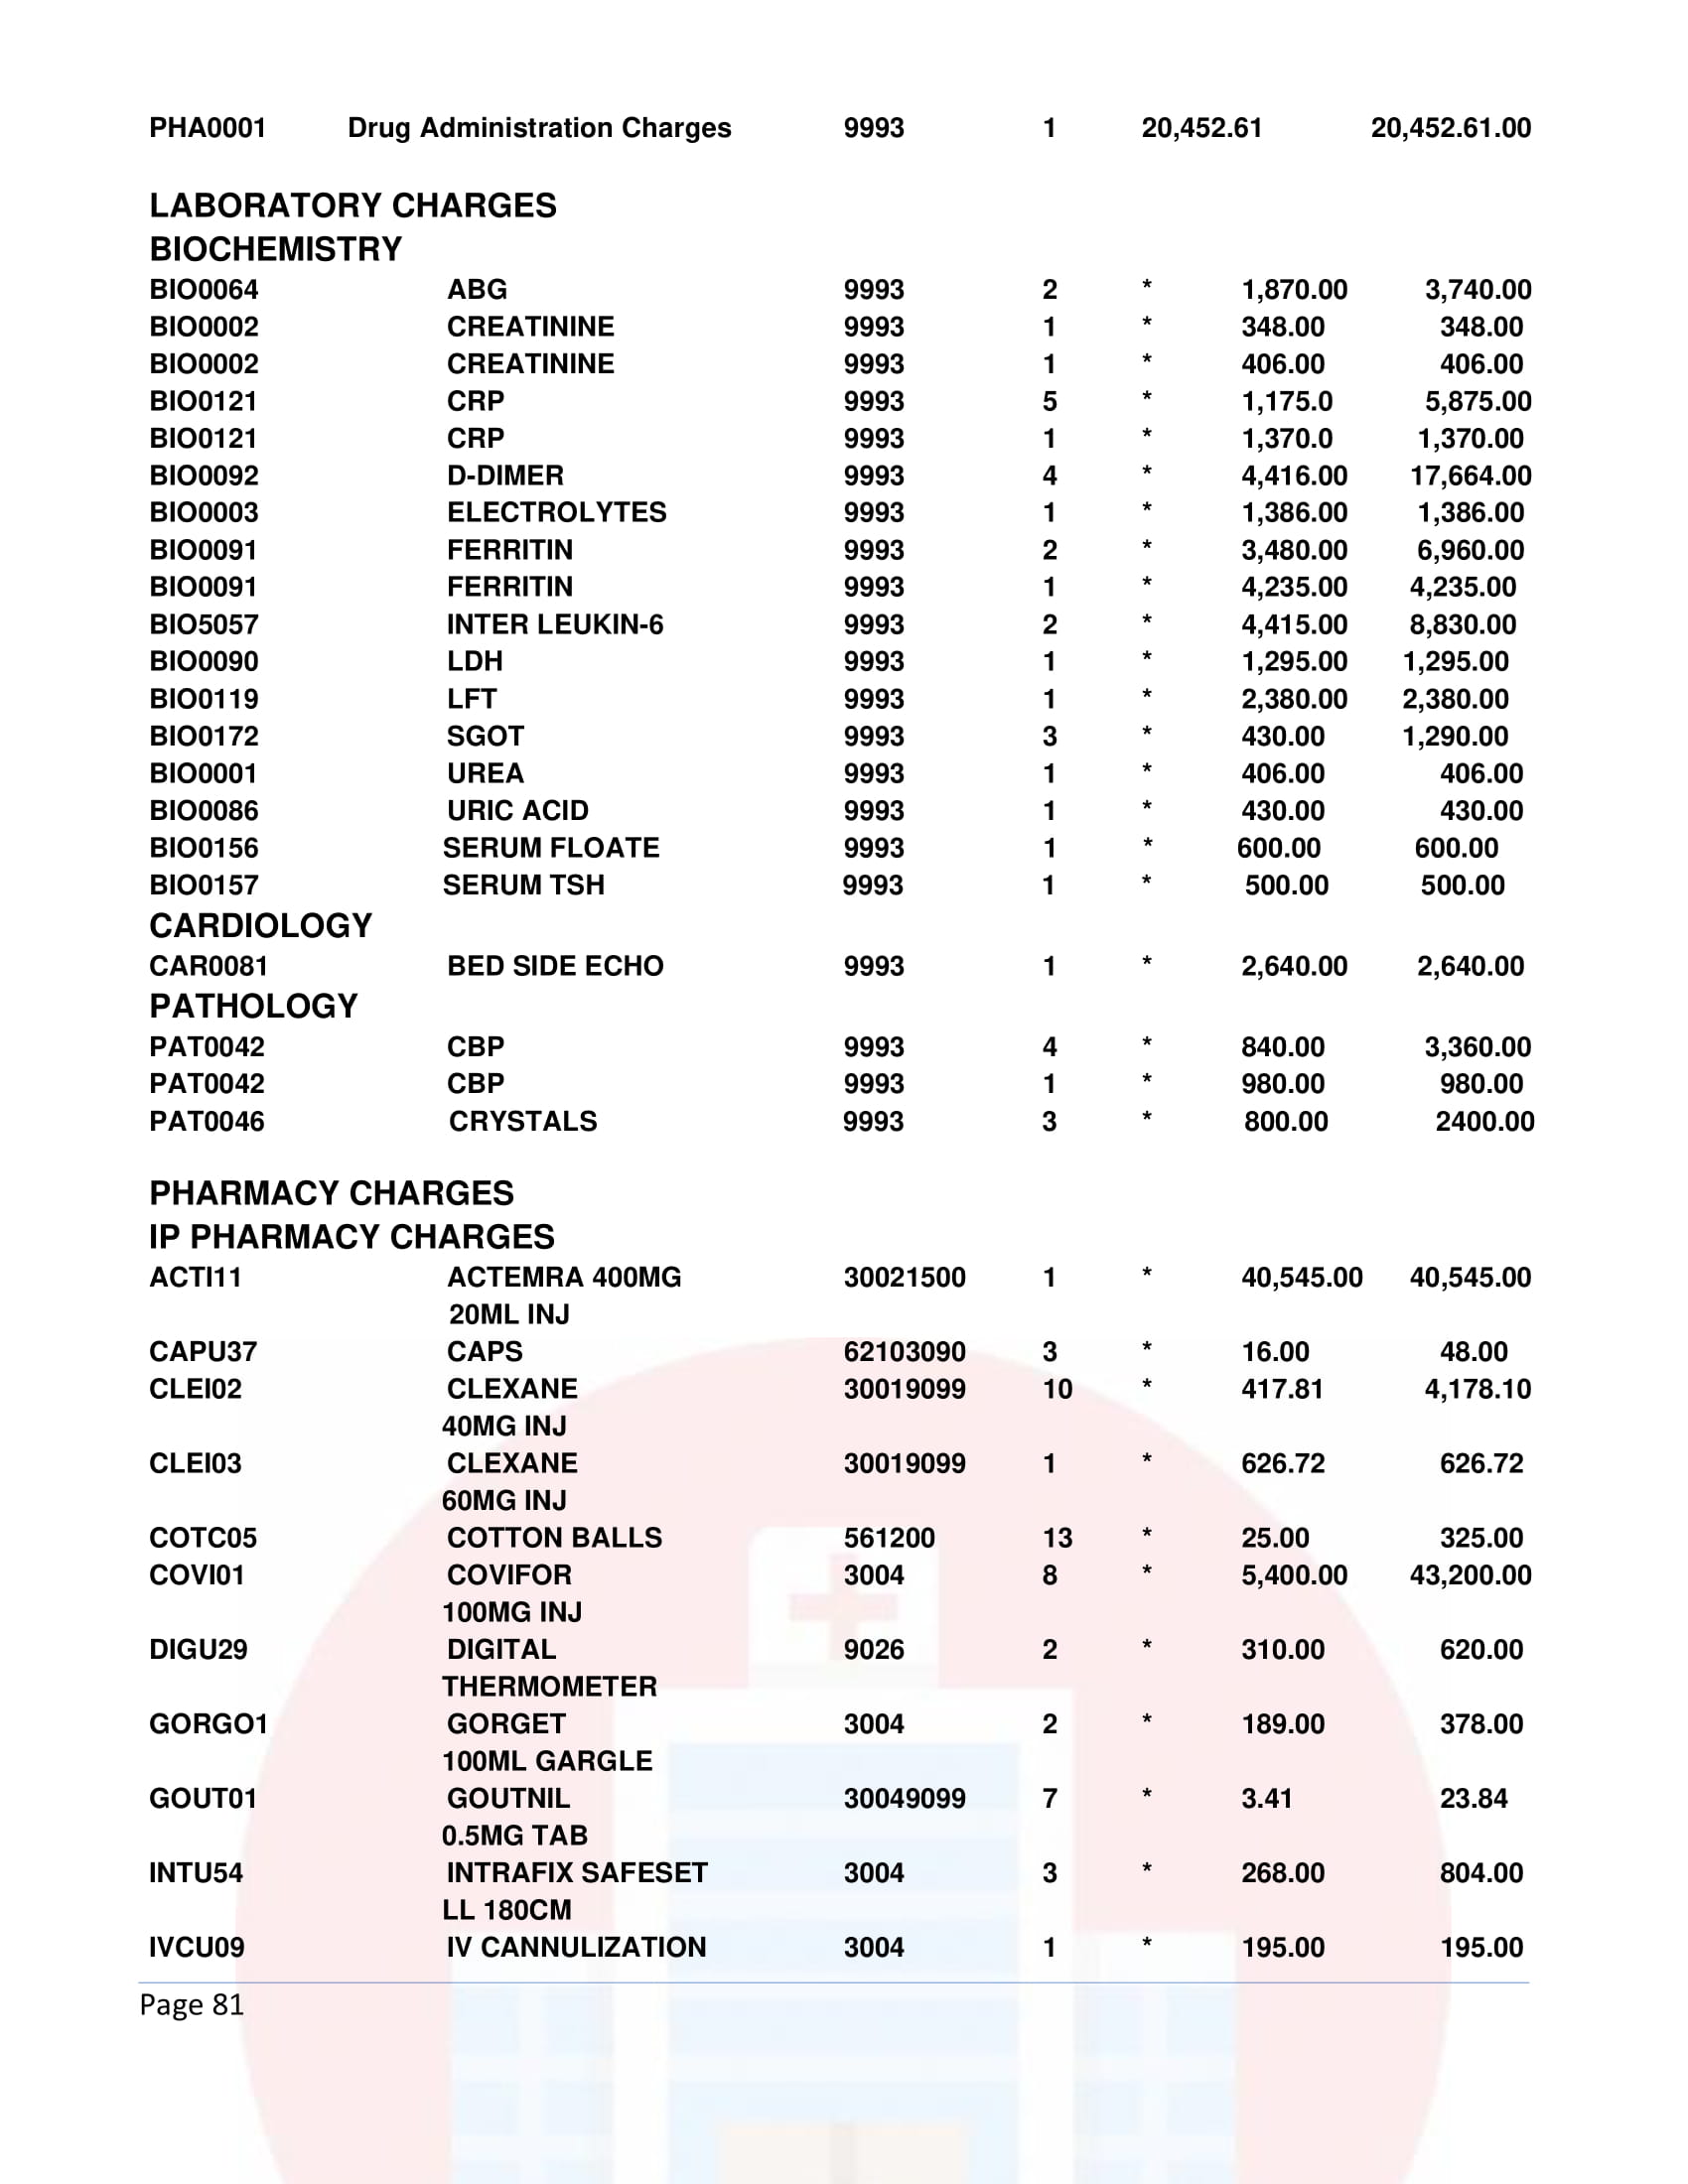 PHA0001 Drug Administration Charges 9993 1 20,452.61 20,452.61.00
LABORATORY CHARGES
BIOCHEMISTRY
BIO0064 ABG 9993 2 * 1,870.00 3,740.00
BIO0002 CREATININE 9993 1 * 348.00 348.00
BIO0002 CREATININE 9993 1 * 406.00 406.00
BIO0121 CRP 9993 5 * 1,175.0 5,875.00
BIO0121 CRP 9993 1 * 1,370.0 1,370.00
BIO0092 D-DIMER 9993 4 * 4,416.00 17,664.00
BIO0003 ELECTROLYTES 9993 1 * 1,386.00 1,386.00
BIO0091 FERRITIN 9993 2 * 3,480.00 6,960.00
BIO0091 FERRITIN 9993 1 * 4,235.00 4,235.00
BIO5057 INTER LEUKIN-6 9993 2 * 4,415.00 8,830.00
BIO0090 LDH 9993 1 * 1,295.00 1,295.00
BIO0119 LFT 9993 1 * 2,380.00 2,380.00
BIO0172 SGOT 9993 3 * 430.00 1,290.00
BIO0001 UREA 9993 1 * 406.00 406.00
BIO0086 URIC ACID 9993 1 * 430.00 430.00
BIO0156 SERUM FLOATE 9993 1 * 600.00 600.00
BIO0157 SERUM TSH 9993 1 * 500.00 500.00
CARDIOLOGY
CAR0081 BED SIDE ECHO 9993 1 * 2,640.00 2,640.00
PATHOLOGY
PAT0042 CBP 9993 4 * 840.00 3,360.00
PAT0042 CBP 9993 1 * 980.00 980.00
PAT0046 CRYSTALS 9993 3 * 800.00 2400.00
PHARMACY CHARGES
IP PHARMACY CHARGES
ACTI11 ACTEMRA 400MG 30021500 1 * 40,545.00 40,545.00
20ML INJ
CAPU37 CAPS 62103090 3 * 16.00 48.00
CLEI02 CLEXANE 30019099 10 * 417.81 4,178.10
40MG INJ
CLEI03 CLEXANE 30019099 1 * 626.72 626.72
60MG INJ
COTC05 COTTON BALLS 561200 13 * 25.00 325.00
COVI01 COVIFOR 3004 8 * 5,400.00 43,200.00
100MG INJ
DIGU29 DIGITAL 9026 2 * 310.00 620.00
THERMOMETER
GORGO1 GORGET 3004 2 * 189.00 378.00
100ML GARGLE
GOUT01 GOUTNIL 30049099 7 * 3.41 23.84
0.5MG TAB
INTU54 INTRAFIX SAFESET 3004 3 * 268.00 804.00
LL 180CM
IVCU09 IV CANNULIZATION 3004 1 * 195.00 195.00
Page 81